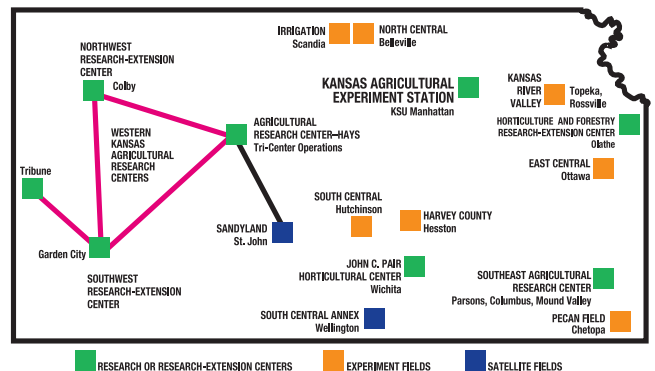 IRRIGATION
Scandia
NORTH CENTRAL
Belleville
NORTHWEST
RESEARCH-EXTENSION
CENTER
Colby
KANSAS AGRICULTURAL
EXPERIMENT STATION
KSU Manhattan
KANSAS
RIVER
VALLEY
Topeka,
Rossville
HORTICULTURE AND FORESTRY
RESEARCH-EXTENSION CENTER
Olathe
AGRICULTURAL
RESEARCH CENTER–HAYS
Tri-Center Operations
WESTERN
KANSAS
AGRICULTURAL
RESEARCH
CENTERS
Tribune
EAST CENTRAL
Ottawa
SOUTH CENTRAL
Hutchinson
HARVEY COUNTY
Hesston
SANDYLAND
St. John
Garden City
SOUTHWEST
RESEARCH-EXTENSION
CENTER
JOHN C. PAIR
HORTICULTURAL CENTER
Wichita
SOUTHEAST AGRICULTURAL
RESEARCH CENTER
Parsons, Columbus, Mound Valley
SOUTH CENTRAL ANNEX
Wellington
PECAN FIELD
Chetopa
RESEARCH OR RESEARCH-EXTENSION CENTERS
EXPERIMENT FIELDS
SATELLITE FIELDS